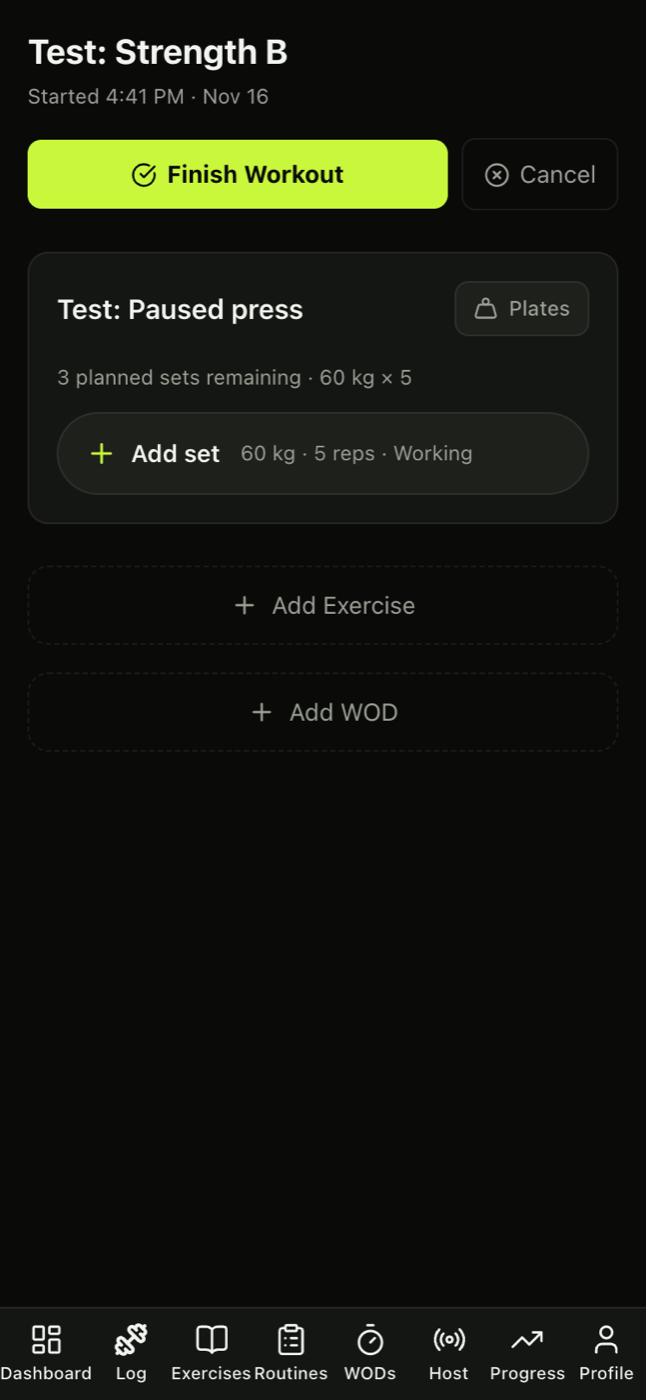 Test: Strength B
Started 4:41 PM · Nov 16
Finish Workout
Cancel
Test: Paused press
Plates
3 planned sets remaining · 60 kg × 5
Add set 60 kg · 5 reps · Working
Add Exercise
Add WOD
Dashboard Log Exercises Routines WODs Host Progress Profile